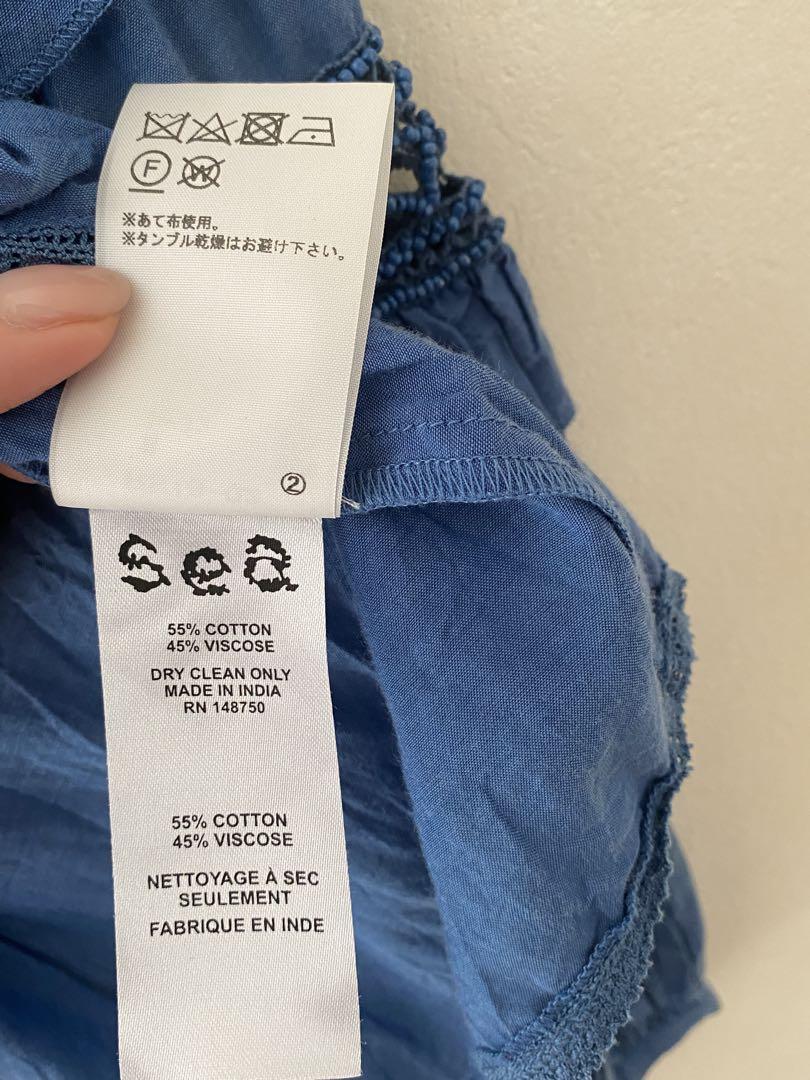 F W
※あて布使用。
※タンブル乾燥はお避け下さい。
②
Sea
55% COTTON
45% VISCOSE
DRY CLEAN ONLY
MADE IN INDIA
RN 148750
55% COTTON
45% VISCOSE
NETTOYAGE À SEC
SEULEMENT
FABRIQUE EN INDE